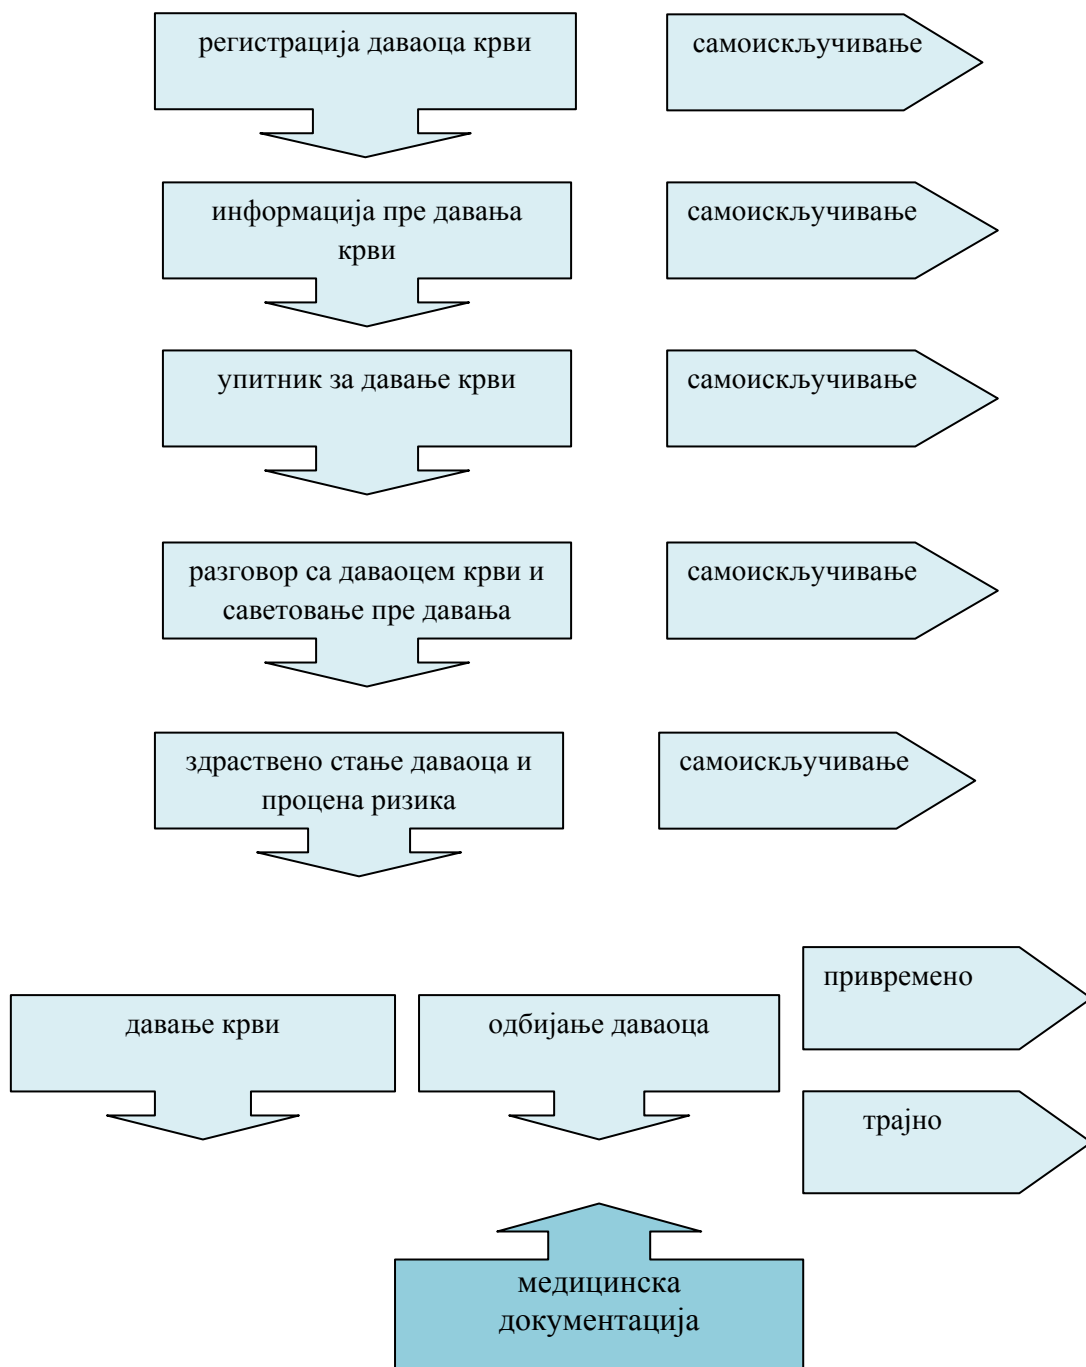 регистрација даваоца крви
самоискључивање
информација пре давања
крви
самоискључивање
упитник за давање крви
самоискључивање
разговор са даваоцем крви и
саветовање пре давања
самоискључивање
здраствено стање даваоца и
процена ризика
самоискључивање
привремено
давање крви
одбијање даваоца
трајно
медицинска
документација